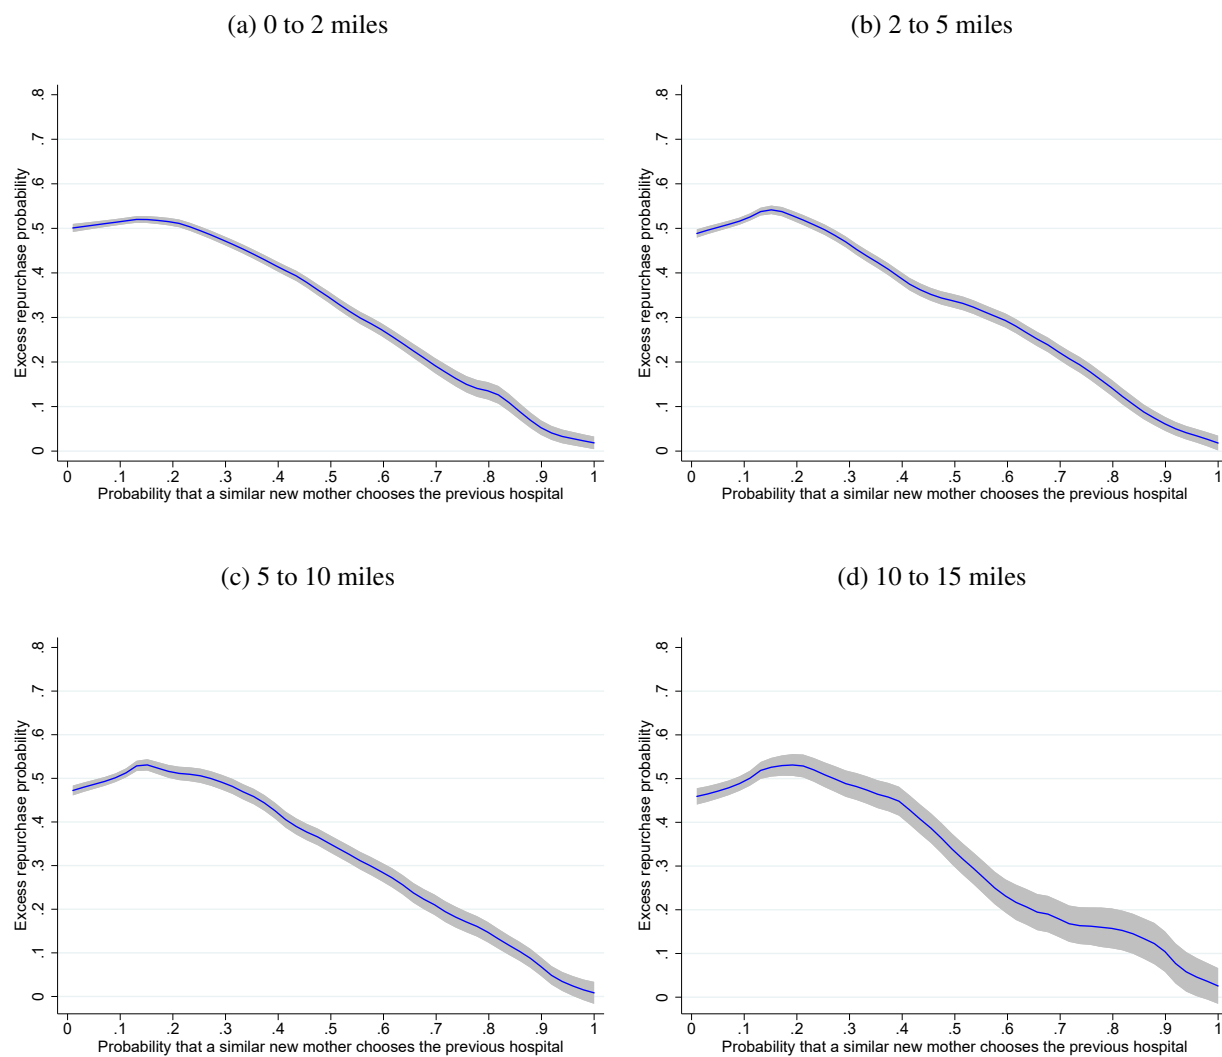 (a) 0 to 2 miles
Excess repurchase probability
.8
.7
.6
.5
.4
.3
.2
.1
0
0 .1 .2 .3 .4 .5 .6 .7 .8 .9 1
Probability that a similar new mother chooses the previous hospital
(b) 2 to 5 miles
Excess repurchase probability
.8
.7
.6
.5
.4
.3
.2
.1
0
0 .1 .2 .3 .4 .5 .6 .7 .8 .9 1
Probability that a similar new mother chooses the previous hospital
(c) 5 to 10 miles
Excess repurchase probability
.8
.7
.6
.5
.4
.3
.2
.1
0
0 .1 .2 .3 .4 .5 .6 .7 .8 .9 1
Probability that a similar new mother chooses the previous hospital
(d) 10 to 15 miles
Excess repurchase probability
.8
.7
.6
.5
.4
.3
.2
.1
0
0 .1 .2 .3 .4 .5 .6 .7 .8 .9 1
Probability that a similar new mother chooses the previous hospital